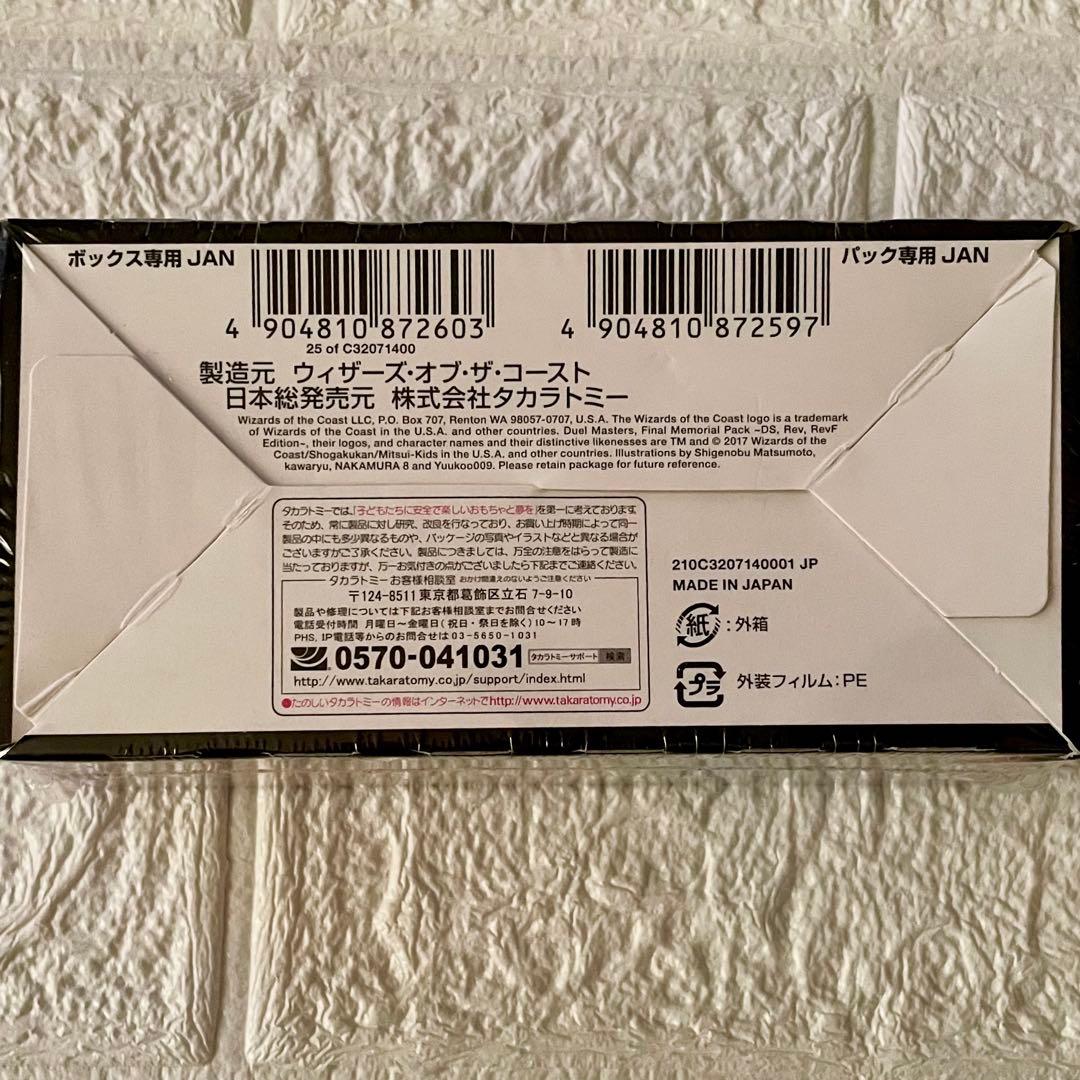 ボックス専用 JAN
パック専用 JAN
4 904810 872603
4 904810 872597
25 of C32071400
製造元 ウィザーズ・オブ・ザ・コースト
日本総発売元 株式会社タカラトミー
Wizards of the Coast LLC, P.O. Box 707, Renton WA 98057-0707, U.S.A. The Wizards of the Coast logo is a trademark
of Wizards of the Coast in the U.S.A. and other countries. Duel Masters, Final Memorial Pack ~DS, Rev, RevF
Edition~, their logos, and character names and their distinctive likenesses are TM and © 2017 Wizards of the
Coast/Shogakukan/Mitsui-Kids in the U.S.A. and other countries. Illustrations by Shigenobu Matsumoto,
kawaryu, NAKAMURA 8 and Yuukoo009. Please retain package for future reference.
タカラトミーでは、「子どもたちに安全で楽しいおもちゃと夢を」を第一に考えております。
そのため、常に製品に対し研究、改良を行なっており、お買い上げ時期によって同一
製品の中にも多少異なるものや、パッケージの写真やイラストなどと異なる場合が
ございますがご了承ください。製品につきましては、万全の注意をはらって製造に
当たっておりますが、万一お気付きの点がございましたら下記までご連絡ください。
タカラトミーお客様相談室 おかけ間違えのないようご注意ください
〒124-8511 東京都葛飾区立石 7-9-10
製品や修理については下記お客様相談室までお問合せください
電話受付時間 月曜日〜金曜日(祝日・祭日を除く)10〜17時
PHS, IP電話等からのお問合せは 03-5650-1031
0570-041031 タカラトミーサポート 検索
http://www.takaratomy.co.jp/support/index.html
●たのしいタカラトミーの情報はインターネットでhttp://www.takaratomy.co.jp
210C3207140001 JP
MADE IN JAPAN
紙 : 外箱
プラ 外装フィルム:PE